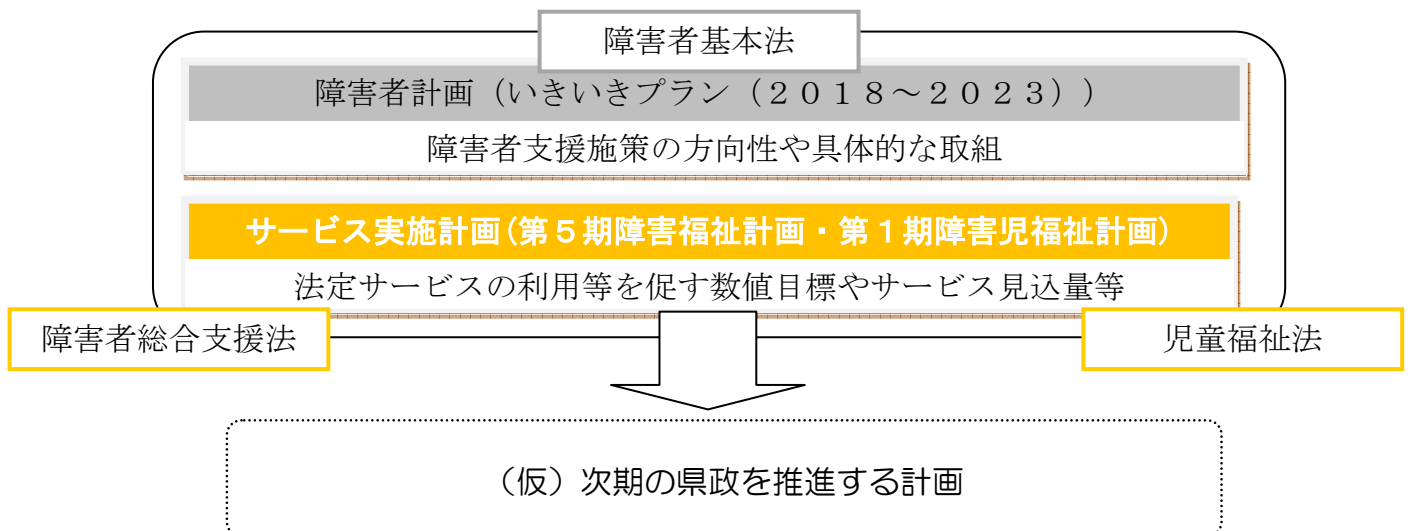 障害者基本法
障害者計画（いきいきプラン（２０１８～２０２３））
障害者支援施策の方向性や具体的な取組
サービス実施計画(第５期障害福祉計画・第１期障害児福祉計画)
法定サービスの利用等を促す数値目標やサービス見込量等
障害者総合支援法
児童福祉法
（仮）次期の県政を推進する計画